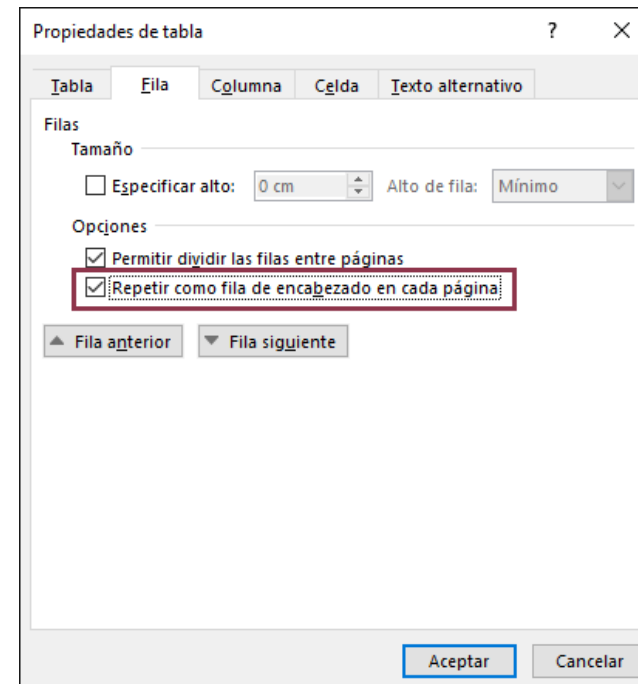 Propiedades de tabla ?
Tabla Fila Columna Celda Texto alternativo
Filas
Tamaño
Especificar alto: 0 cm Alto de fila: Mínimo
Opciones
Permitir dividir las filas entre páginas
Repetir como fila de encabezado en cada página
Fila anterior Fila siguiente
Aceptar Cancelar